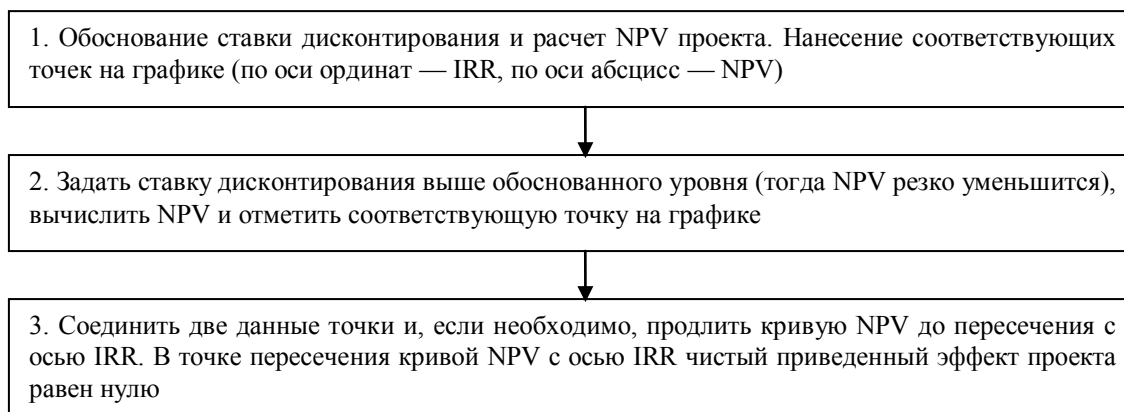 1. Обоснование ставки дисконтирования и расчет NPV проекта. Нанесение соответствующих
точек на графике (по оси ординат — IRR, по оси абсцисс — NPV)
2. Задать ставку дисконтирования выше обоснованного уровня (тогда NPV резко уменьшится),
вычислить NPV и отметить соответствующую точку на графике
3. Соединить две данные точки и, если необходимо, продлить кривую NPV до пересечения с
осью IRR. В точке пересечения кривой NPV с осью IRR чистый приведенный эффект проекта
равен нулю